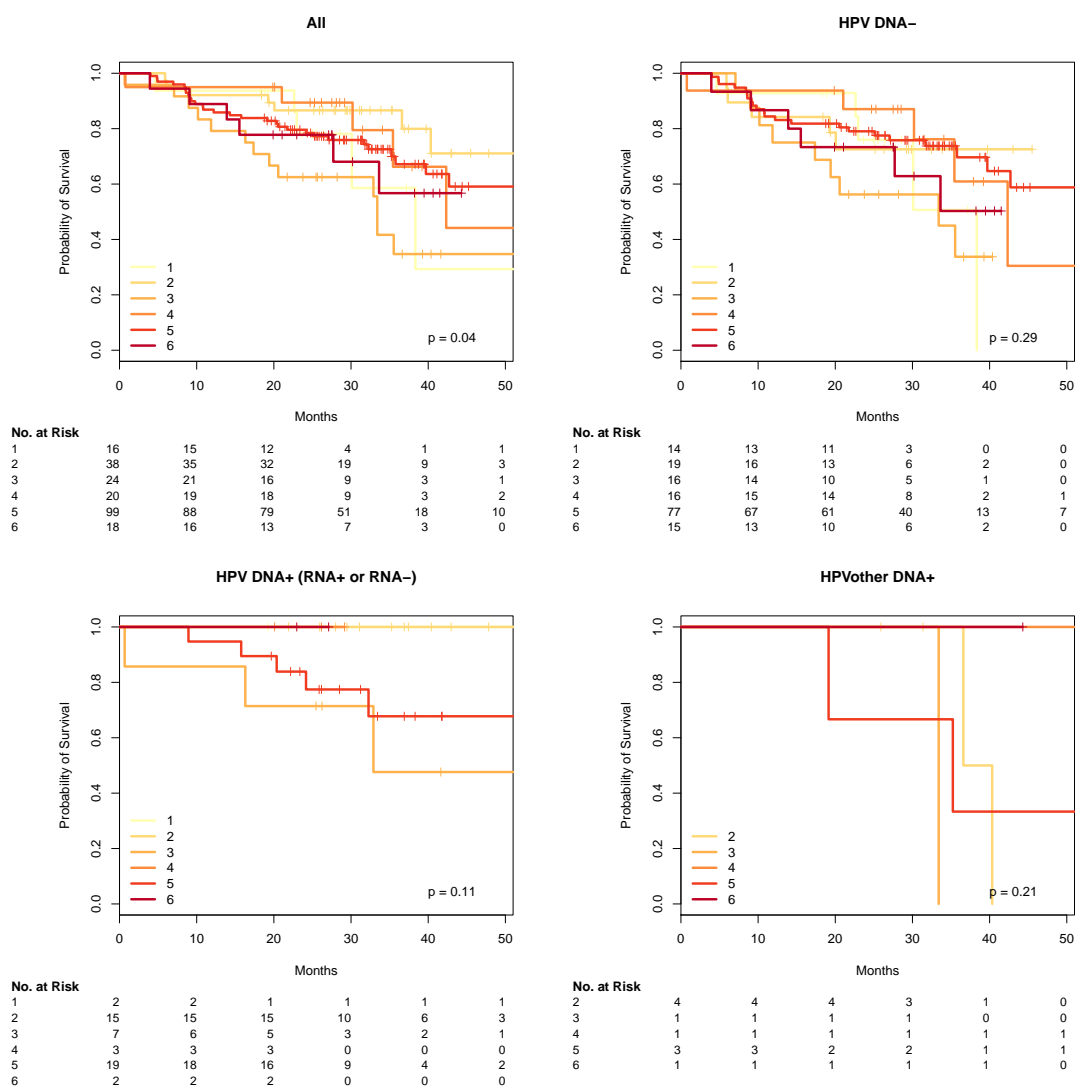 All
Probability of Survival
1.0
0.8
0.6
0.4
0.2
0.0
1
2
3
4
5
6
p = 0.04
0 10 20 30 40 50
Months
No. at Risk
1 16 15 12 4 1 1
2 38 35 32 19 9 3
3 24 21 16 9 3 1
4 20 19 18 9 3 2
5 99 88 79 51 18 10
6 18 16 13 7 3 0
HPV DNA−
Probability of Survival
1.0
0.8
0.6
0.4
0.2
0.0
1
2
3
4
5
6
p = 0.29
0 10 20 30 40 50
Months
No. at Risk
1 14 13 11 3 0 0
2 19 16 13 6 2 0
3 16 14 10 5 1 0
4 16 15 14 8 2 1
5 77 67 61 40 13 7
6 15 13 10 6 2 0
HPV DNA+ (RNA+ or RNA−)
Probability of Survival
1.0
0.8
0.6
0.4
0.2
0.0
1
2
3
4
5
6
p = 0.11
0 10 20 30 40 50
Months
No. at Risk
1 2 2 1 1 1 1
2 15 15 15 10 6 3
3 7 6 5 3 2 1
4 3 3 3 0 0 0
5 19 18 16 9 4 2
6 2 2 2 0 0 0
HPVother DNA+
Probability of Survival
1.0
0.8
0.6
0.4
0.2
0.0
2
3
4
5
6
p = 0.21
0 10 20 30 40 50
Months
No. at Risk
2 4 4 4 3 1 0
3 1 1 1 1 0 0
4 1 1 1 1 1 1
5 3 3 2 2 1 1
6 1 1 1 1 1 0